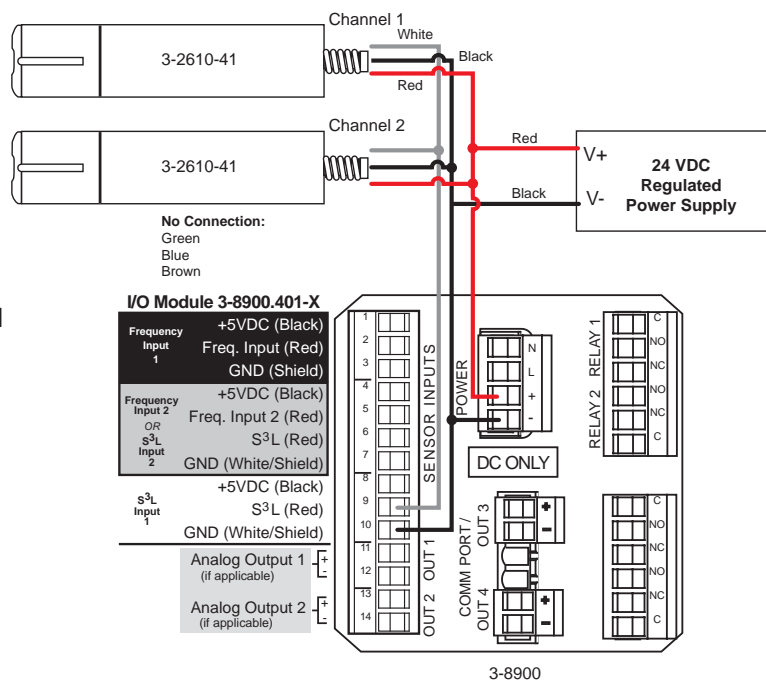 Channel 1
White
3-2610-41
Black
Red
Channel 2
Red
V+
3-2610-41
24 VDC
Regulated
Power Supply
Black
V-
No Connection:
Green
Blue
Brown
I/O Module 3-8900.401-X
Frequency
Input
1
+5VDC (Black)
Freq. Input (Red)
GND (Shield)
Frequency
Input 2
OR
S3L
Input
2
+5VDC (Black)
Freq. Input 2 (Red)
S3L (Red)
GND (White/Shield)
S3L
Input
1
+5VDC (Black)
S3L (Red)
GND (White/Shield)
Analog Output 1
(if applicable)
+
-
Analog Output 2
(if applicable)
+
-
1
2
3
4
5
6
7
8
9
10
11
12
13
14
SENSOR INPUTS
OUT 1
OUT 2
POWER
N
L
+
-
DC ONLY
COMM PORT /
OUT 3
+
-
OUT 4
+
-
RELAY 1
RELAY 2
C
NO
NC
NO
NC
C
C
NO
NC
NO
NC
C
3-8900